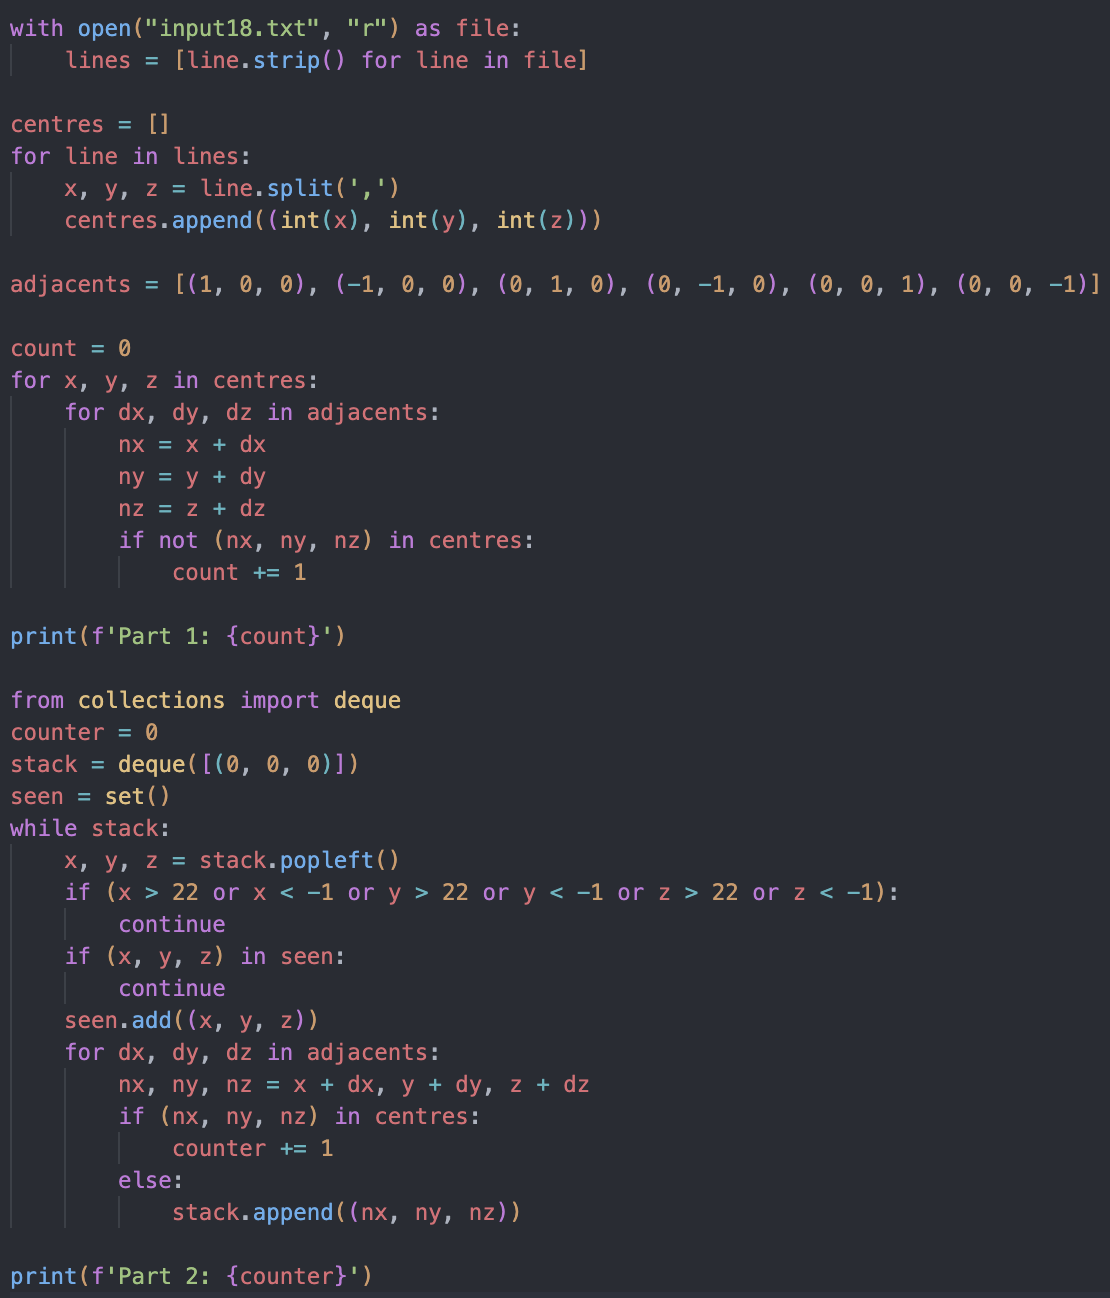 with open("input18.txt", "r") as file:
    lines = [line.strip() for line in file]

centres = []
for line in lines:
    x, y, z = line.split(',')
    centres.append((int(x), int(y), int(z)))

adjacents = [(1, 0, 0), (-1, 0, 0), (0, 1, 0), (0, -1, 0), (0, 0, 1), (0, 0, -1)]

count = 0
for x, y, z in centres:
    for dx, dy, dz in adjacents:
        nx = x + dx
        ny = y + dy
        nz = z + dz
        if not (nx, ny, nz) in centres:
            count += 1

print(f'Part 1: {count}')

from collections import deque
counter = 0
stack = deque([(0, 0, 0)])
seen = set()
while stack:
    x, y, z = stack.popleft()
    if (x > 22 or x < -1 or y > 22 or y < -1 or z > 22 or z < -1):
        continue
    if (x, y, z) in seen:
        continue
    seen.add((x, y, z))
    for dx, dy, dz in adjacents:
        nx, ny, nz = x + dx, y + dy, z + dz
        if (nx, ny, nz) in centres:
            counter += 1
        else:
            stack.append((nx, ny, nz))

print(f'Part 2: {counter}')